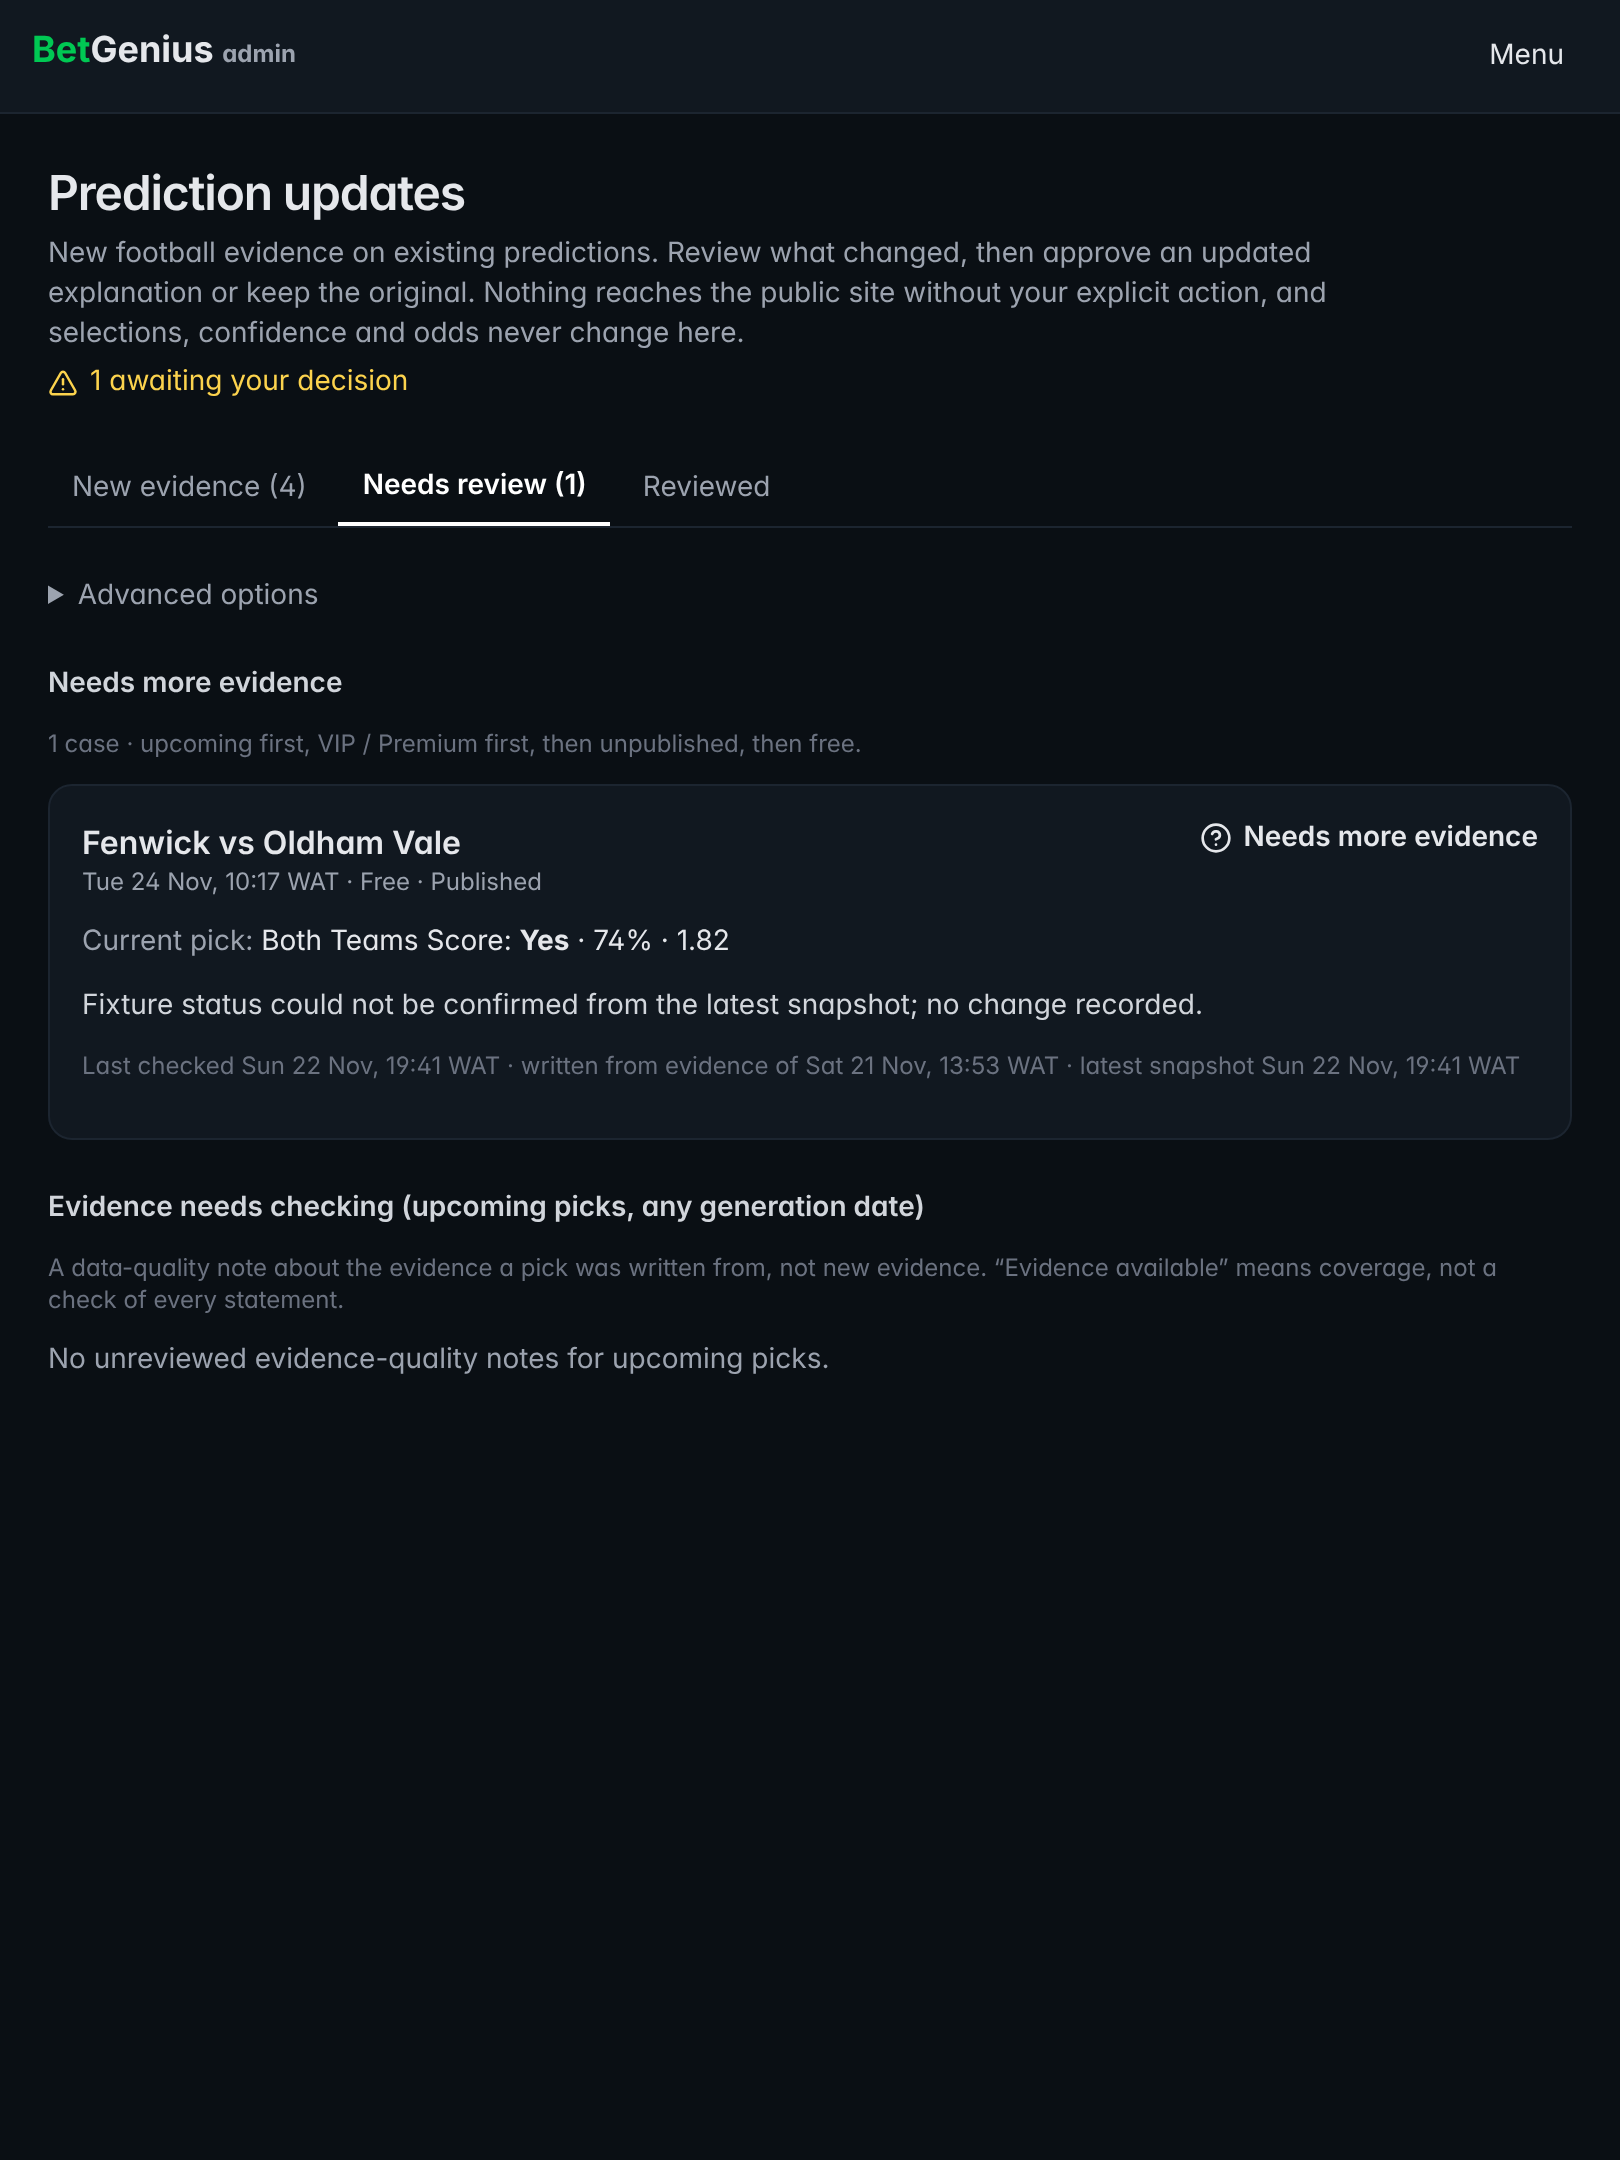 BetGenius admin
Menu
Prediction updates
New football evidence on existing predictions. Review what changed, then approve an updated
explanation or keep the original. Nothing reaches the public site without your explicit action, and
selections, confidence and odds never change here.
1 awaiting your decision
New evidence (4)
Needs review (1)
Reviewed
Advanced options
Needs more evidence
1 case · upcoming first, VIP / Premium first, then unpublished, then free.
Fenwick vs Oldham Vale
Needs more evidence
Tue 24 Nov, 10:17 WAT · Free · Published
Current pick: Both Teams Score: Yes · 74% · 1.82
Fixture status could not be confirmed from the latest snapshot; no change recorded.
Last checked Sun 22 Nov, 19:41 WAT · written from evidence of Sat 21 Nov, 13:53 WAT · latest snapshot Sun 22 Nov, 19:41 WAT
Evidence needs checking (upcoming picks, any generation date)
A data-quality note about the evidence a pick was written from, not new evidence. “Evidence available” means coverage, not a
check of every statement.
No unreviewed evidence-quality notes for upcoming picks.